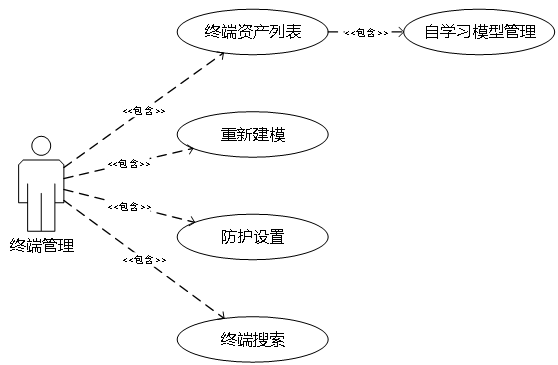 终端资产列表
<<包含>>
自学习模型管理
<<包含>>
重新建模
<<包含>>
<<包含>>
防护设置
终端管理
<<包含>>
终端搜索